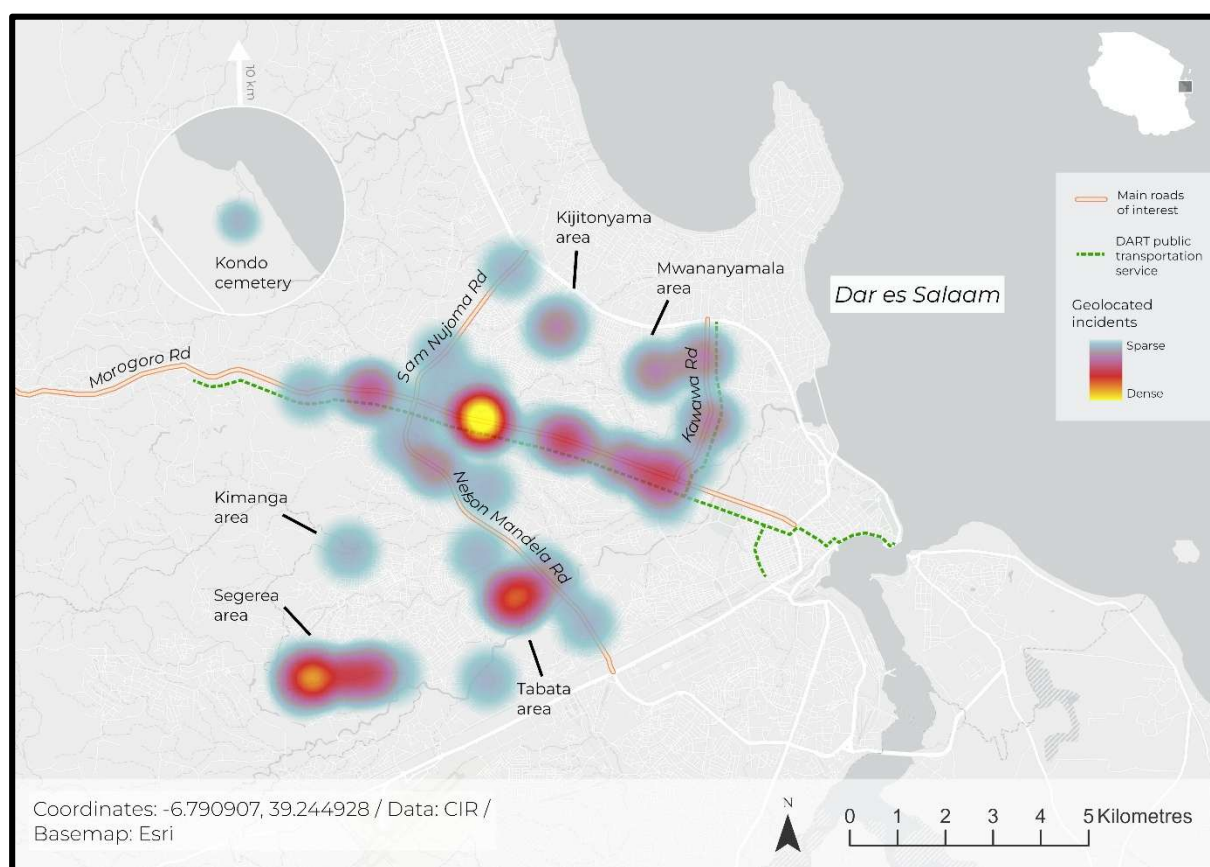 10 km
Kondo
cemetery
Kijitonyama
area
Mwananyamala
area
Dar es Salaam
Main roads
of interest
DART public
transportation
service
Geolocated
incidents
Sparse
Dense
Morogoro Rd
Sam Nujoma Rd
Kawawa Rd
Nelson Mandela Rd
Kimanga
area
Segerea
area
Tabata
area
Coordinates: -6.790907, 39.244928 / Data: CIR /
Basemap: Esri
N
0 1 2 3 4 5 Kilometres